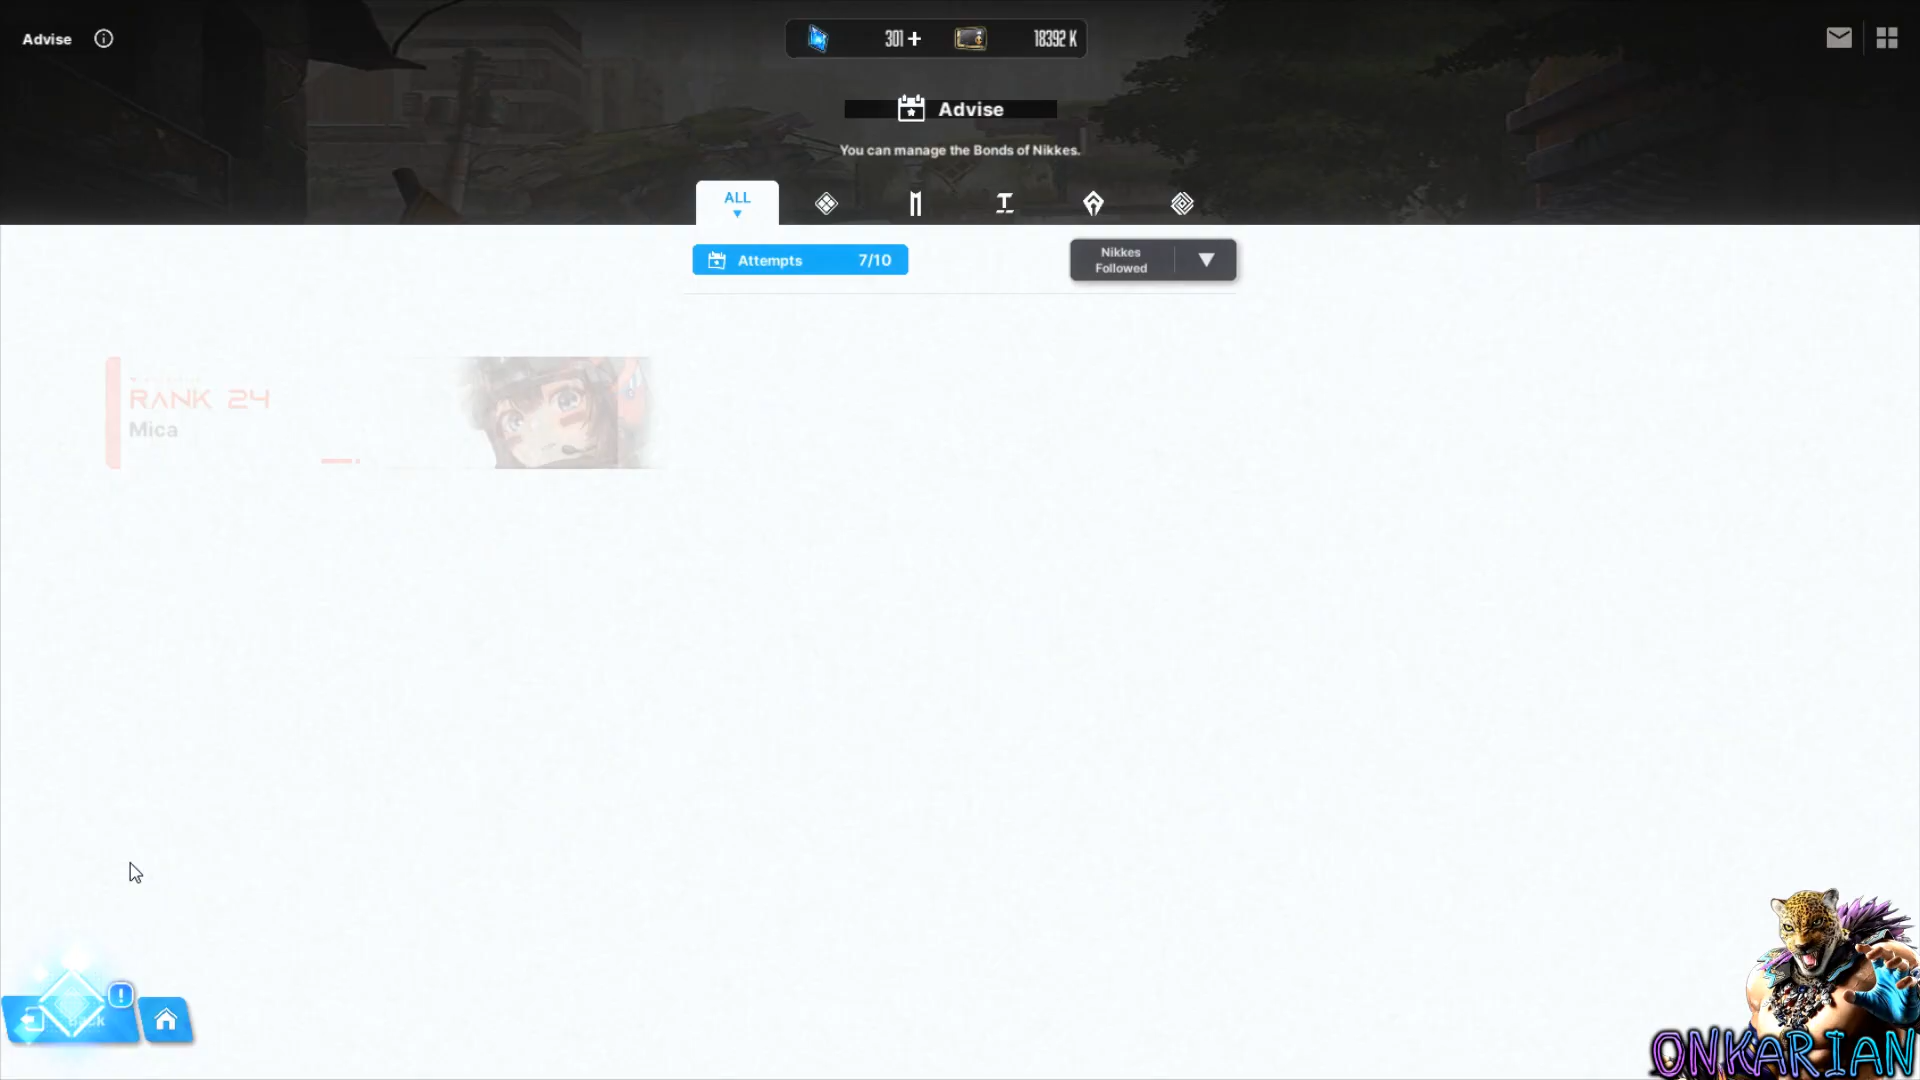 Advise
301
18392 K
Advise
You can manage the Bonds of Nikkes.
ALL
Attempts 7/10
Nikkes
Followed
RANK 24
Mica
ONKARIAN